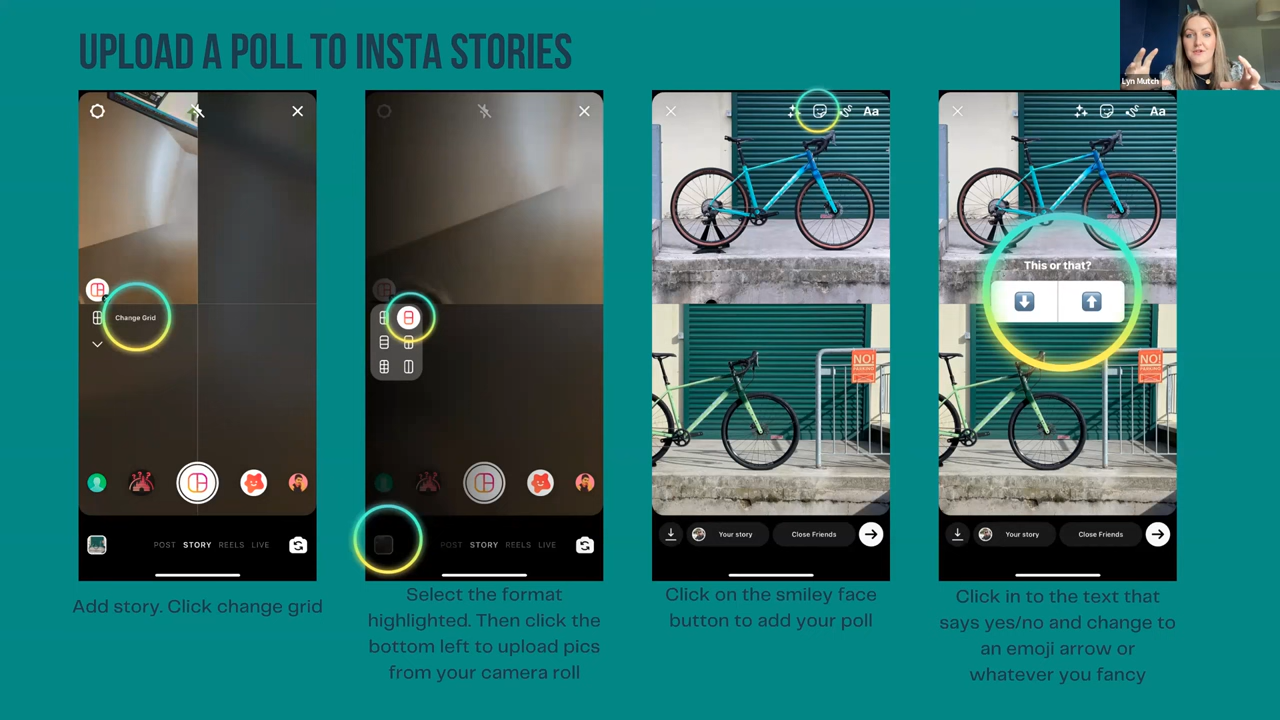 UPLOAD A POLL TO INSTA STORIES
Lyn Mutch
Change Grid
POST STORY REELS LIVE
Add story. Click change grid
POST STORY REELS LIVE
Select the format
highlighted. Then click the
bottom left to upload pics
from your camera roll
Aa
NO!
PARKING
Your story
Close Friends
Click on the smiley face
button to add your poll
Aa
This or that?
NO!
PARKING
Your story
Close Friends
Click in to the text that
says yes/no and change to
an emoji arrow or
whatever you fancy